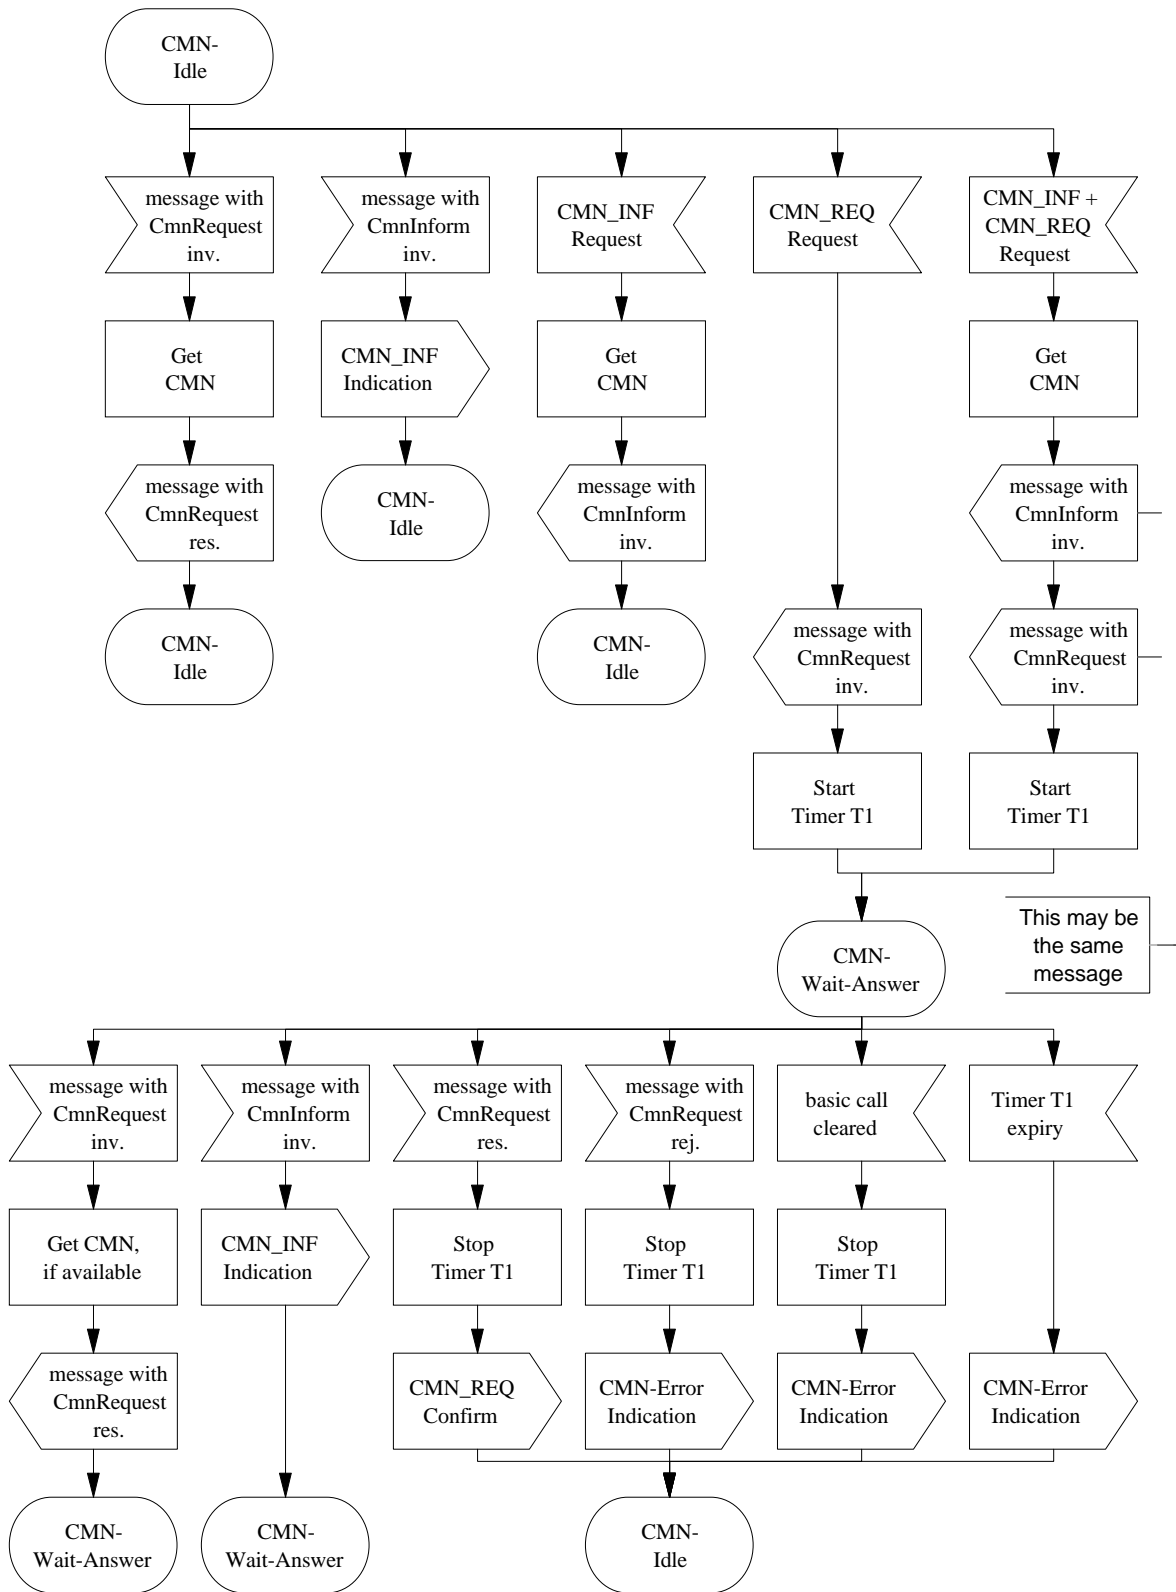 CMN-
Idle
message with
CmnRequest
inv.
message with
CmnInform
inv.
CMN_INF
Request
CMN_REQ
Request
CMN_INF +
CMN_REQ
Request
Get
CMN
CMN_INF
Indication
Get
CMN
Get
CMN
message with
CmnRequest
res.
CMN-
Idle
message with
CmnInform
inv.
message with
CmnInform
inv.
CMN-
Idle
CMN-
Idle
message with
CmnRequest
inv.
message with
CmnRequest
inv.
Start
Timer T1
Start
Timer T1
CMN-
Wait-Answer
This may be
the same
message
message with
CmnRequest
inv.
message with
CmnInform
inv.
message with
CmnRequest
res.
message with
CmnRequest
rej.
basic call
cleared
Timer T1
expiry
Get CMN,
if available
CMN_INF
Indication
Stop
Timer T1
Stop
Timer T1
Stop
Timer T1
message with
CmnRequest
res.
CMN_REQ
Confirm
CMN-Error
Indication
CMN-Error
Indication
CMN-Error
Indication
CMN-
Wait-Answer
CMN-
Wait-Answer
CMN-
Idle